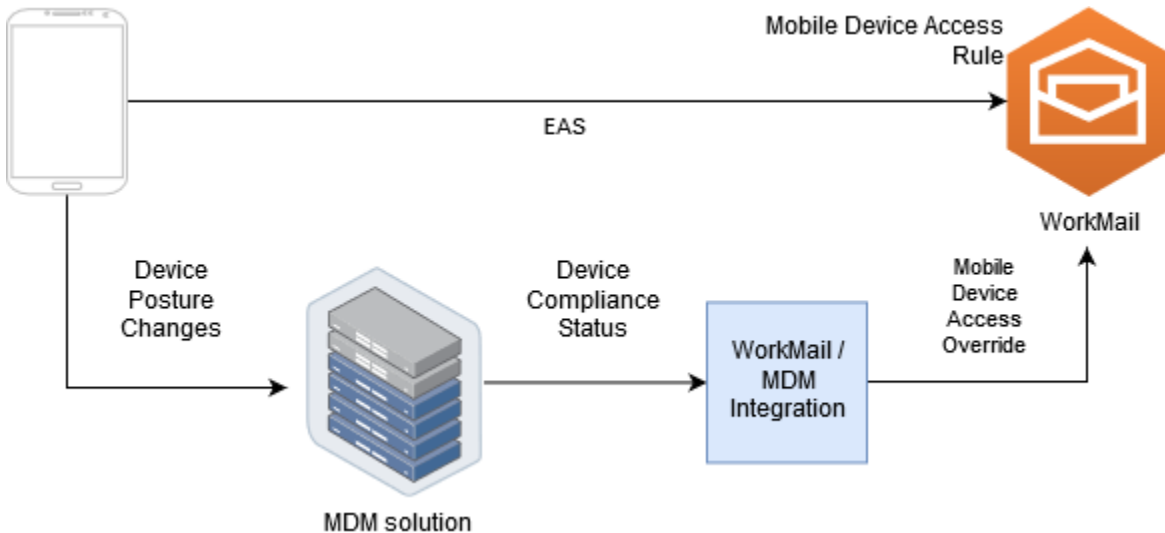 Mobile Device Access
Rule
EAS
WorkMail
Device
Posture
Changes
Device
Compliance
Status
Mobile
Device
Access
Override
WorkMail /
MDM
Integration
MDM solution